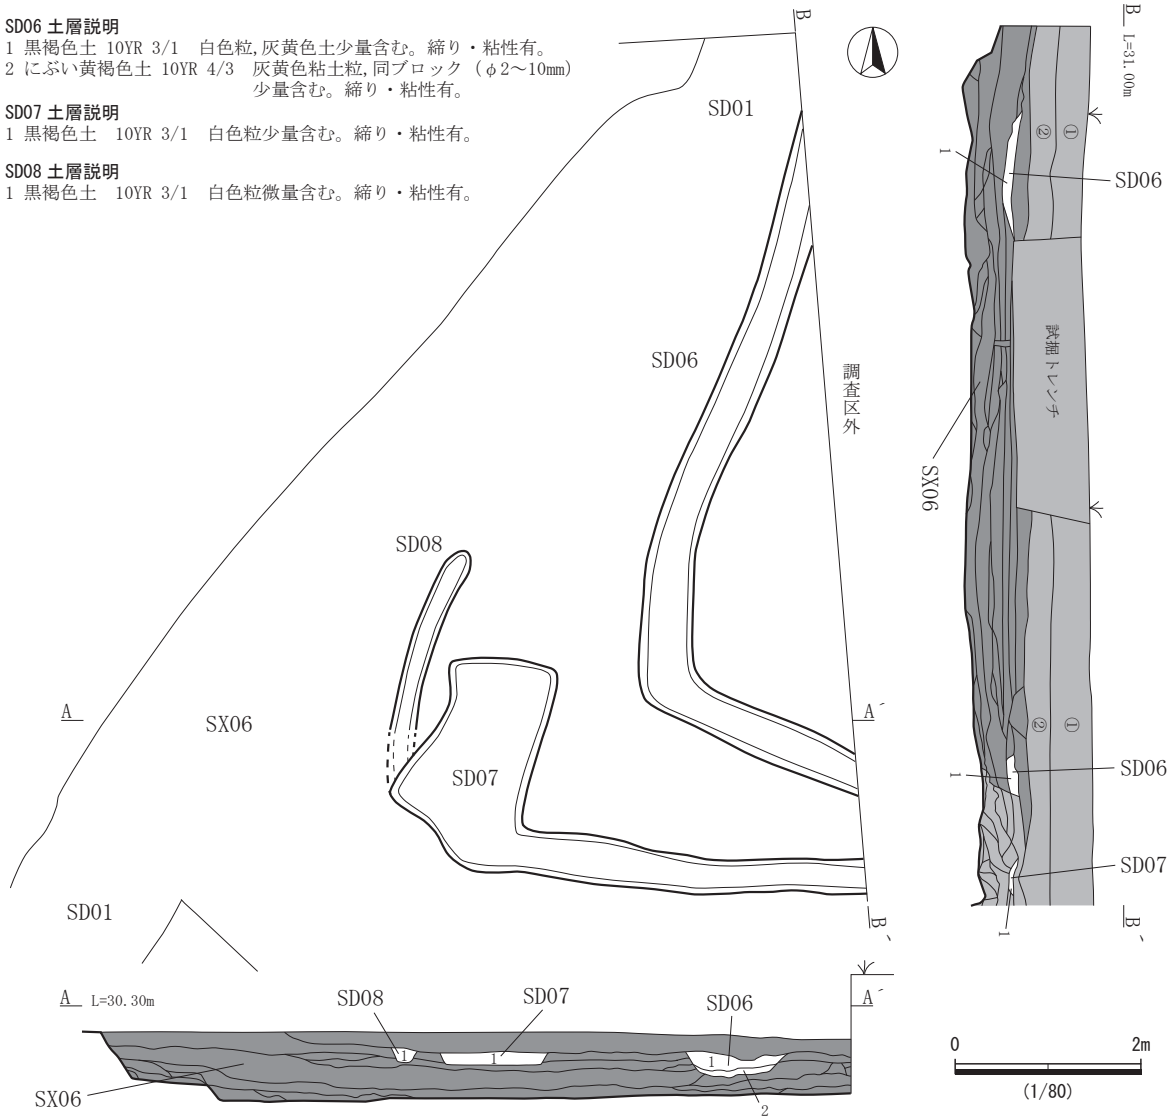 SD06 土層説明
1 黒褐色土 10YR 3/1　白色粒,灰黄色土少量含む。締り・粘性有。
2 にぶい黄褐色土 10YR 4/3　灰黄色粘土粒,同ブロック（φ2～10mm）
少量含む。締り・粘性有。
SD07 土層説明
1 黒褐色土　10YR 3/1　白色粒少量含む。締り・粘性有。
SD08 土層説明
1 黒褐色土　10YR 3/1　白色粒微量含む。締り・粘性有。
B
SD01
SD06
調査区外
SD08
A
A´
SX06
SD07
SD01
B´
B
L=31.00m
②
①
1
SD06
試掘トレンチ
SX06
②
①
1
SD06
SD07
1
B´
A L=30.30m
A´
SD08
SD07
SD06
1
1
1
2
SX06
0
2m
(1/80)